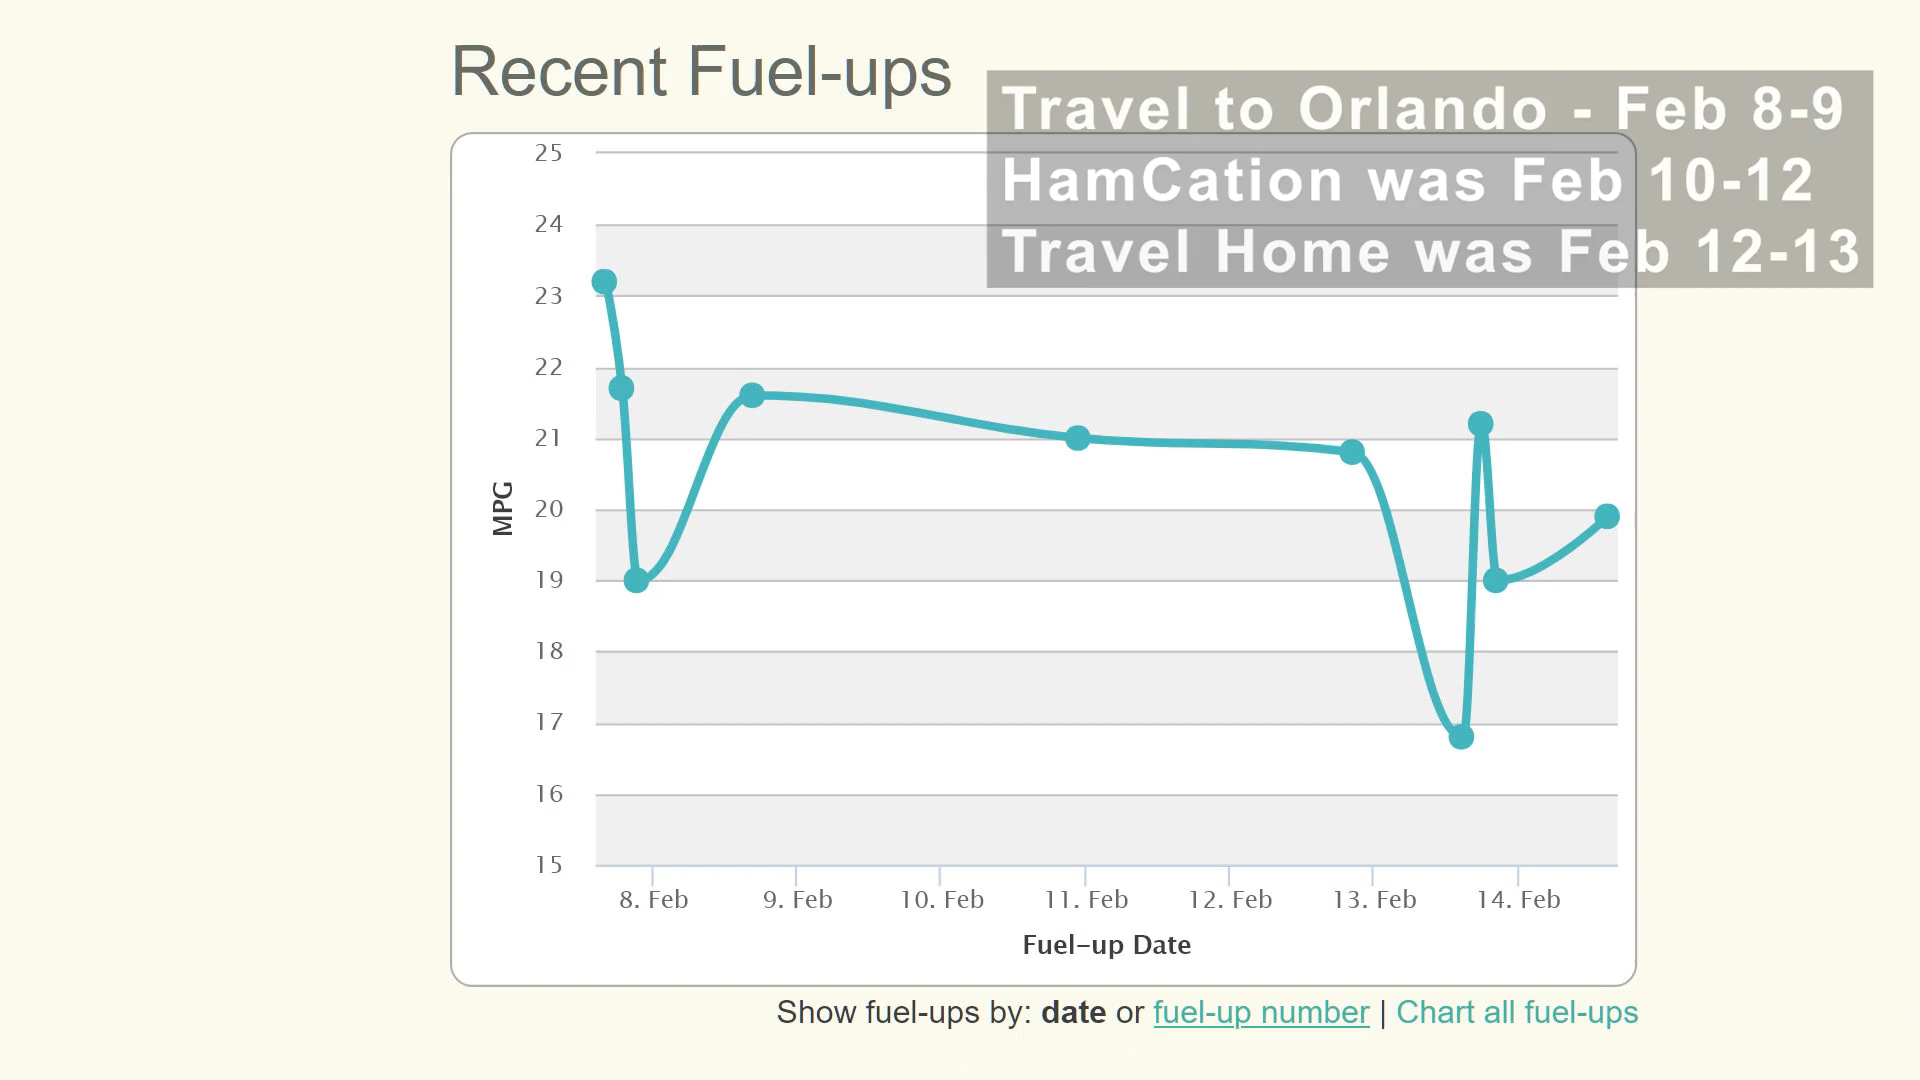 Recent Fuel-ups
Travel to Orlando - Feb 8-9
HamCation was Feb 10-12
Travel Home was Feb 12-13
25
24
23
22
21
20
19
18
17
16
15
MPG
8. Feb
9. Feb
10. Feb
11. Feb
12. Feb
13. Feb
14. Feb
Fuel-up Date
Show fuel-ups by: date or fuel-up number | Chart all fuel-ups